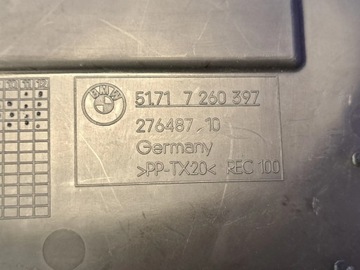 BMW
51.71 7 260 397
276487.10
Germany
>PP-TX20< REC 100